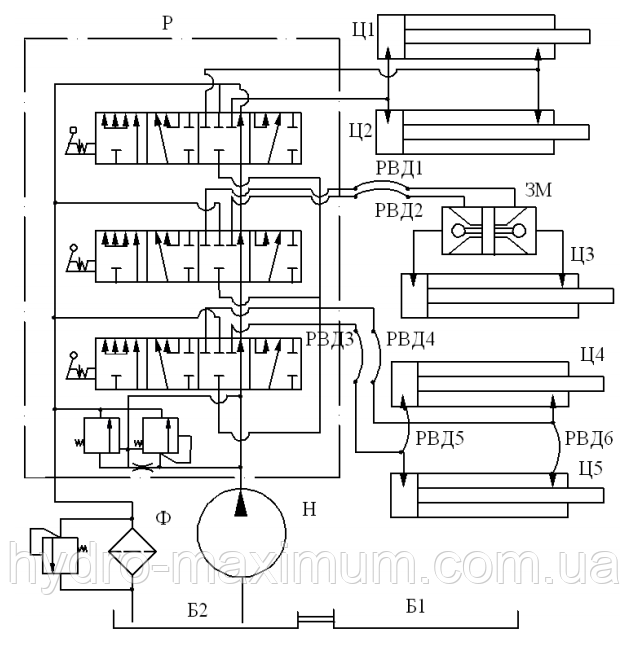 Р
Ц1
Ц2
РВД1
РВД2
ЗМ
Ц3
РВД3
РВД4
Ц4
РВД5
РВД6
Ц5
Н
Ф
hydro-maximum.com.ua
Б2
Б1